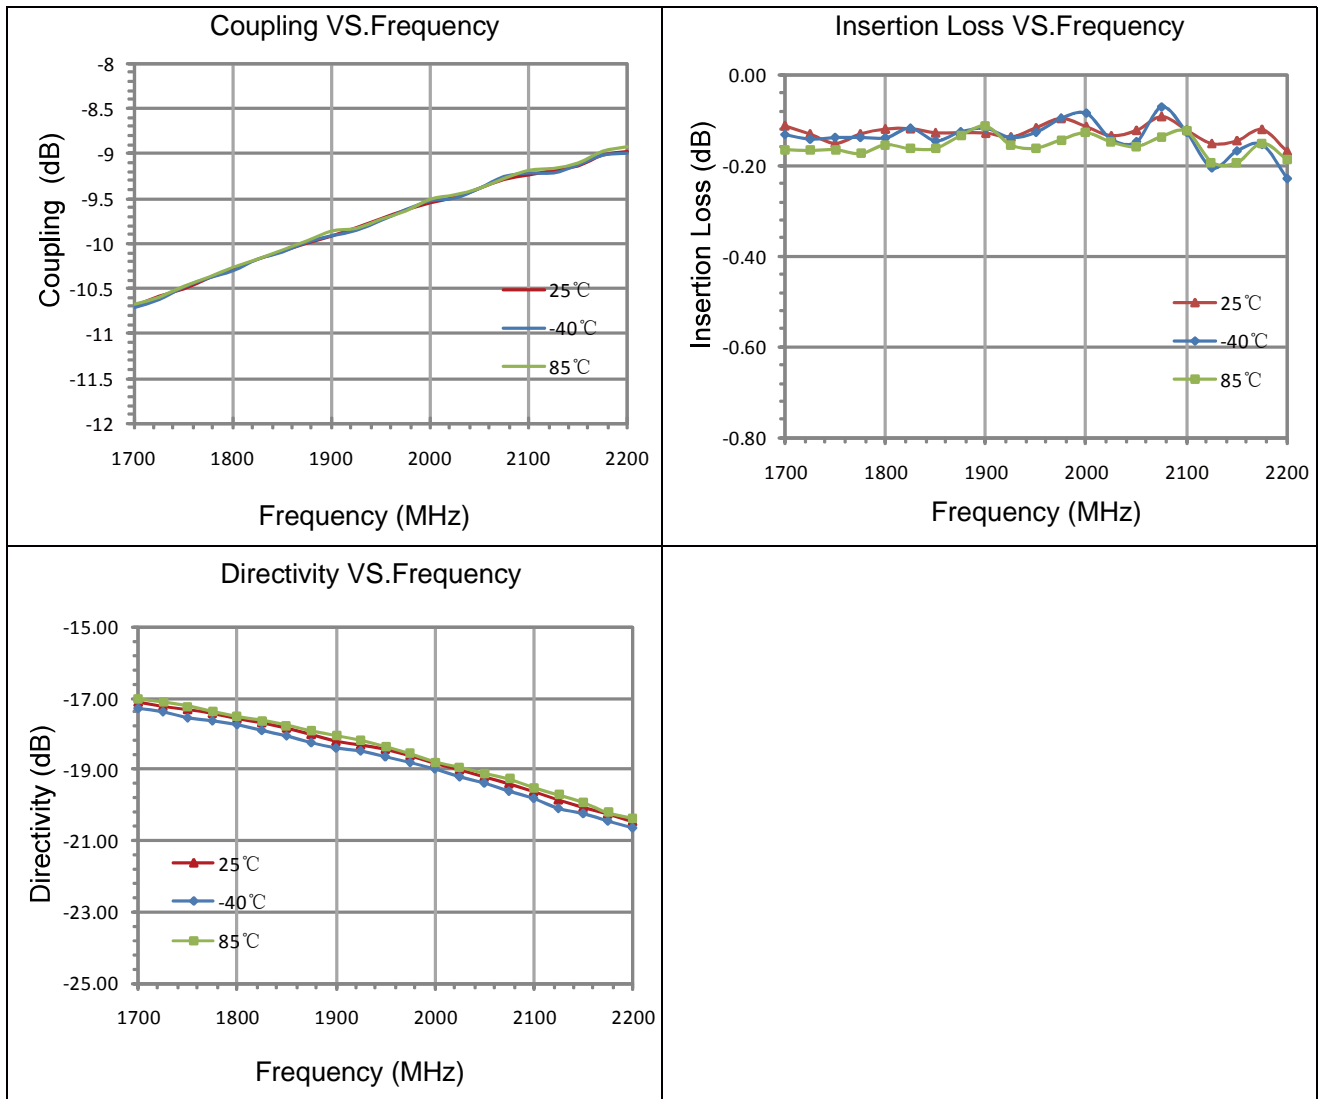 Coupling VS.Frequency
-8
-8.5
-9
-9.5
-10
-10.5
-11
-11.5
-12
Coupling (dB)
25℃
-40℃
85℃
1700 1800 1900 2000 2100 2200
Frequency (MHz)
Insertion Loss VS.Frequency
0.00
-0.20
-0.40
-0.60
-0.80
Insertion Loss (dB)
25℃
-40℃
85℃
1700 1800 1900 2000 2100 2200
Frequency (MHz)
Directivity VS.Frequency
-15.00
-17.00
-19.00
-21.00
-23.00
-25.00
Directivity (dB)
25℃
-40℃
85℃
1700 1800 1900 2000 2100 2200
Frequency (MHz)